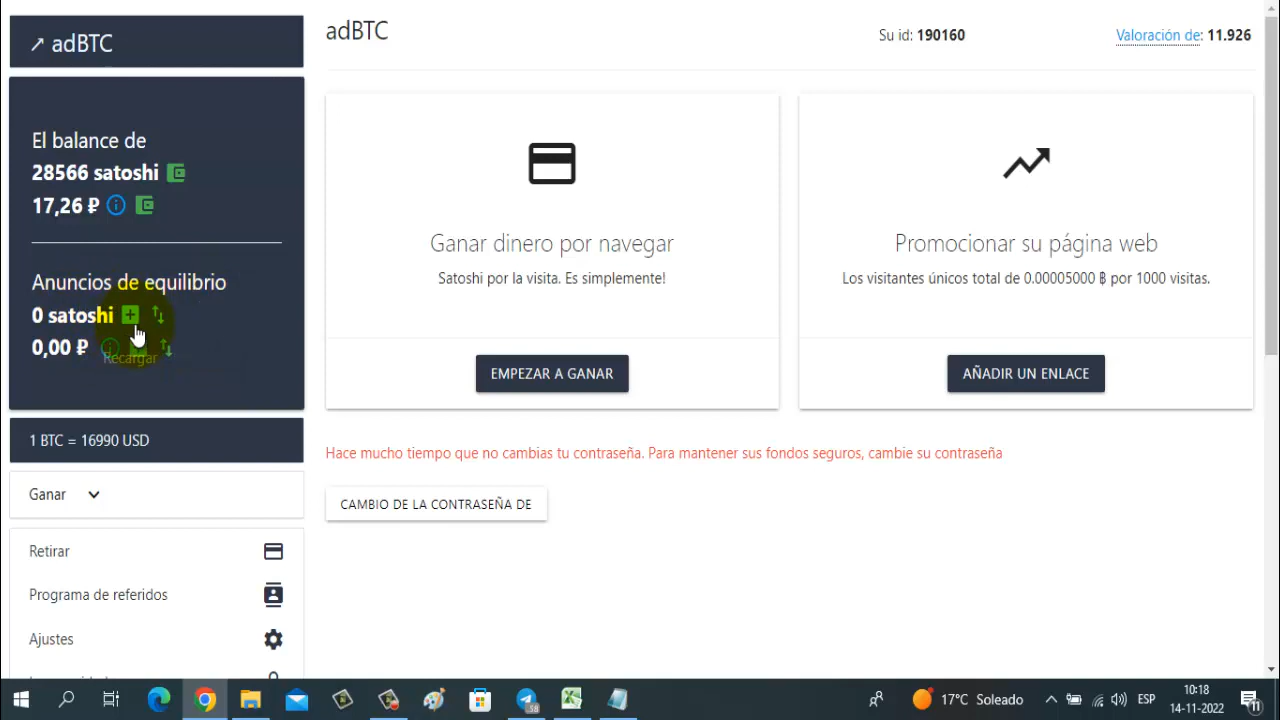 adBTC
El balance de
28566 satoshi
17,26 ₽
Anuncios de equilibrio
0 satoshi
0,00 ₽
Recargar
1 BTC = 16990 USD
Ganar
Retirar
Programa de referidos
Ajustes
adBTC
Su id: 190160
Valoración de: 11.926
Ganar dinero por navegar
Satoshi por la visita. Es simplemente!
EMPEZAR A GANAR
Promocionar su página web
Los visitantes únicos total de 0.00005000 ฿ por 1000 visitas.
AÑADIR UN ENLACE
Hace mucho tiempo que no cambias tu contraseña. Para mantener sus fondos seguros, cambie su contraseña
CAMBIO DE LA CONTRASEÑA DE
17°C Soleado
ESP
10:18
14-11-2022